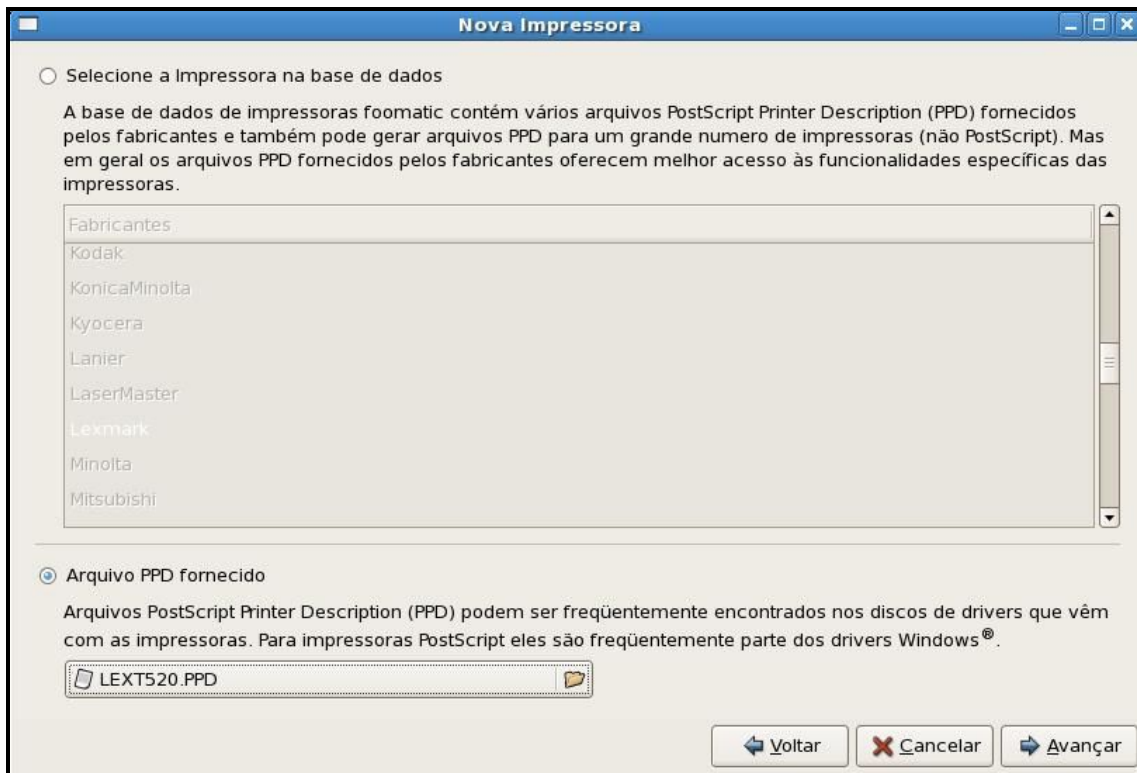 Nova Impressora
Selecione a Impressora na base de dados
A base de dados de impressoras foomatic contém vários arquivos PostScript Printer Description (PPD) fornecidos
pelos fabricantes e também pode gerar arquivos PPD para um grande numero de impressoras (não PostScript). Mas
em geral os arquivos PPD fornecidos pelos fabricantes oferecem melhor acesso às funcionalidades específicas das
impressoras.
Fabricantes
Kodak
KonicaMinolta
Kyocera
Lanier
LaserMaster
Lexmark
Minolta
Mitsubishi
Arquivo PPD fornecido
Arquivos PostScript Printer Description (PPD) podem ser freqüentemente encontrados nos discos de drivers que vêm
com as impressoras. Para impressoras PostScript eles são freqüentemente parte dos drivers Windows®.
LEXT520.PPD
Voltar Cancelar Avançar